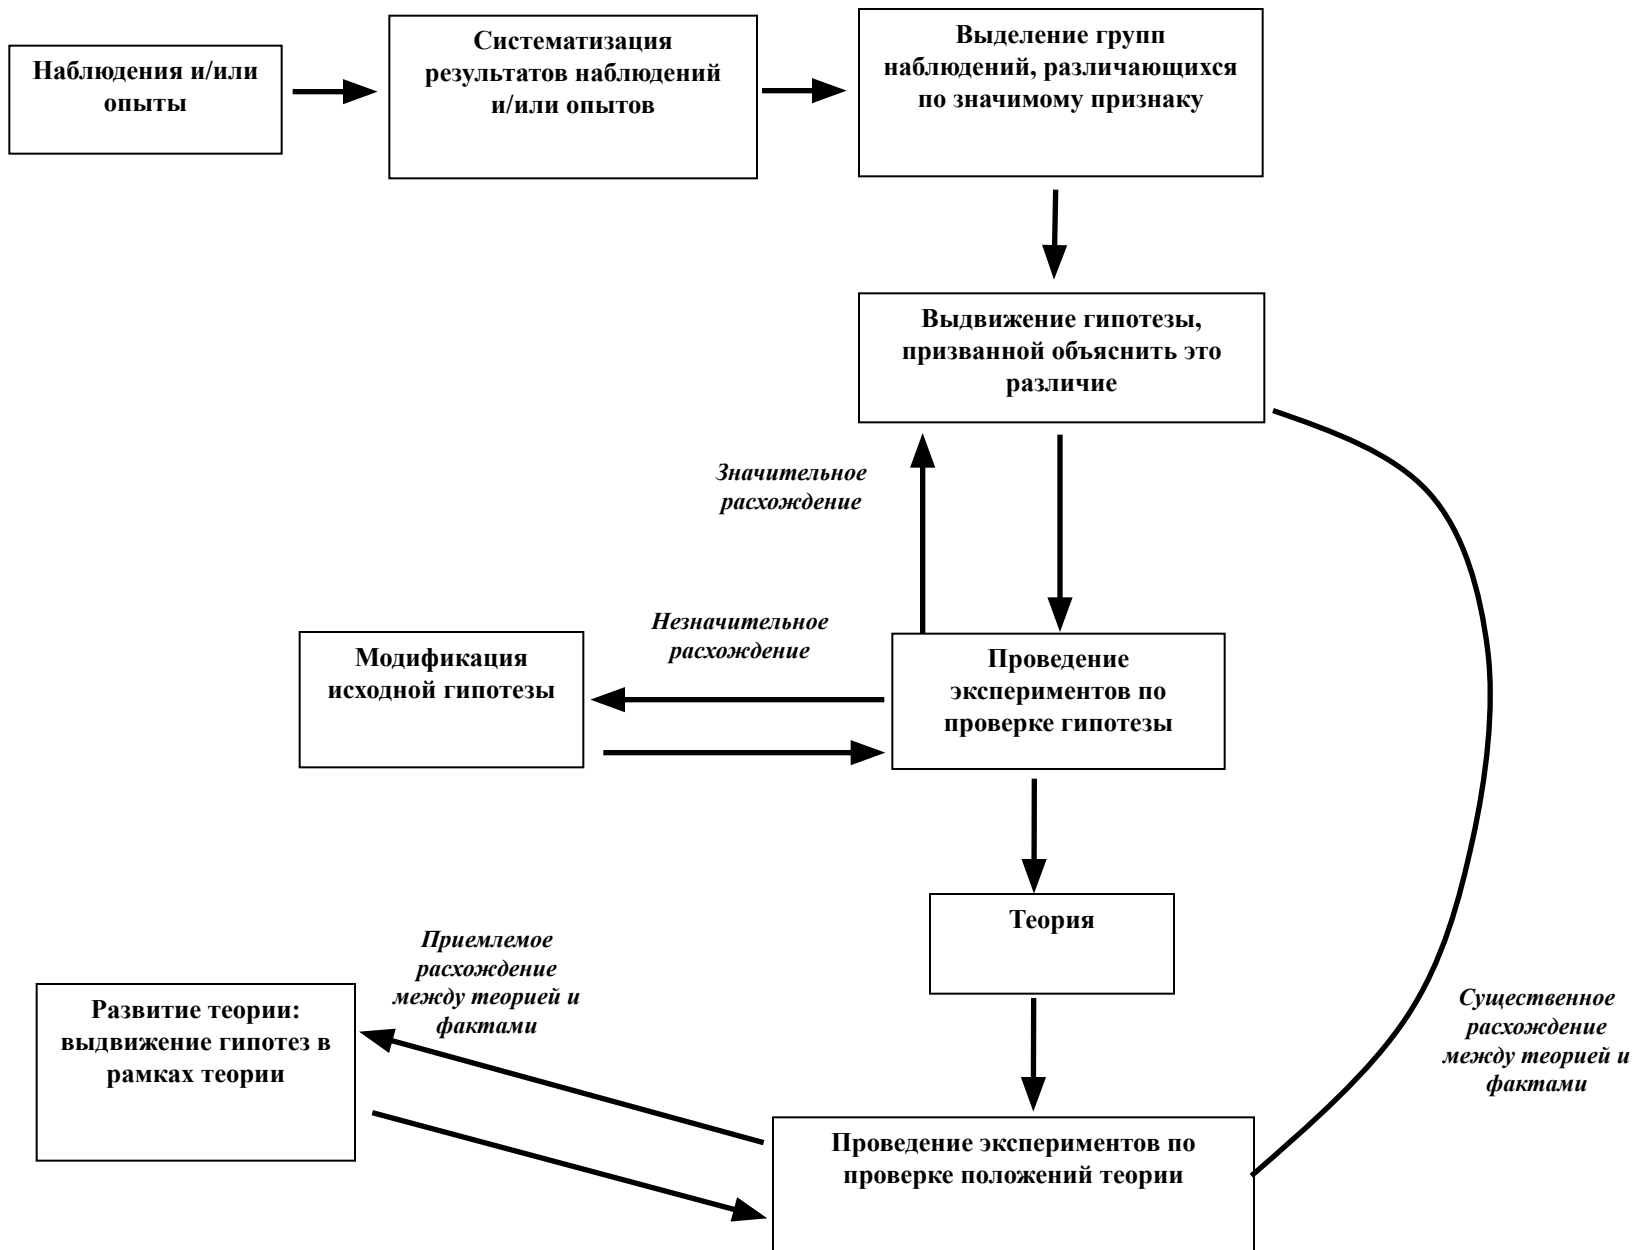 Наблюдения и/или
опыты
Систематизация
результатов наблюдений
и/или опытов
Выделение групп
наблюдений, различающихся
по значимому признаку
Выдвижение гипотезы,
призванной объяснить это
различие
Значительное
расхождение
Незначительное
расхождение
Модификация
исходной гипотезы
Проведение
экспериментов по
проверке гипотезы
Теория
Приемлемое
расхождение
между теорией и
фактами
Развитие теории:
выдвижение гипотез в
рамках теории
Существенное
расхождение
между теорией и
фактами
Проведение экспериментов по
проверке положений теории